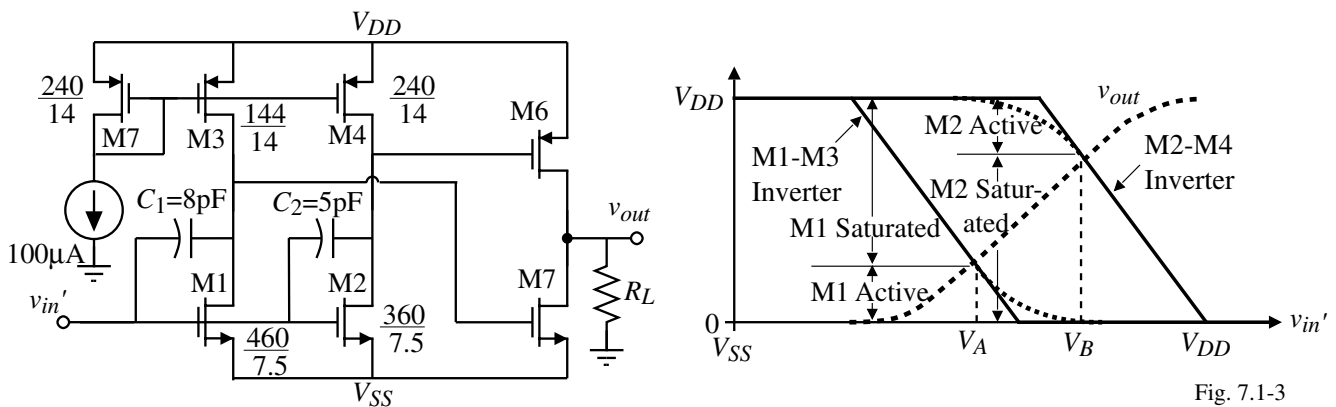 V_DD
240
14
M7
M3
144
14
M4
240
14
M6
C_1=8pF
C_2=5pF
100μA
M1
M2
M7
v_out
R_L
v_in'
460
7.5
360
7.5
V_SS
V_DD
v_out
M2 Active
M1-M3
Inverter
M2 Satur-
ated
M2-M4
Inverter
M1 Saturated
M1 Active
0
V_SS
V_A
V_B
V_DD
v_in'
Fig. 7.1-3